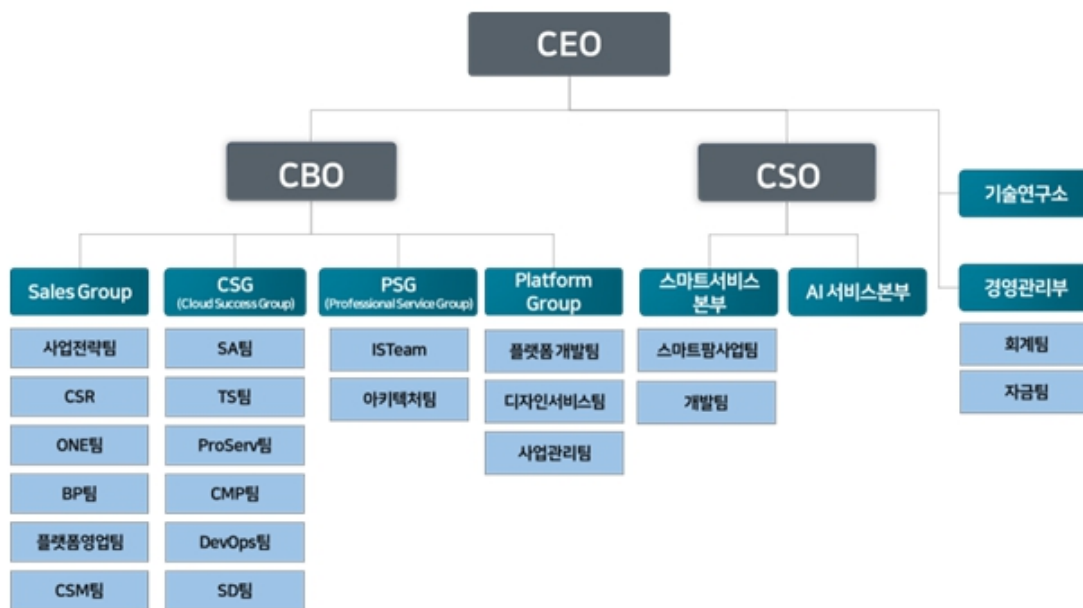 CEO
CBO
CSO
기술연구소
Sales Group
CSG
(Cloud Success Group)
PSG
(Professional Service Group)
Platform
Group
스마트서비스
본부
AI 서비스본부
경영관리부
사업전략팀
CSR
ONE팀
BP팀
플랫폼영업팀
CSM팀
SA팀
TS팀
ProServ팀
CMP팀
DevOps팀
SD팀
ISTeam
아키텍처팀
플랫폼 개발팀
디자인서비스팀
사업관리팀
스마트팜사업팀
개발팀
회계팀
자금팀